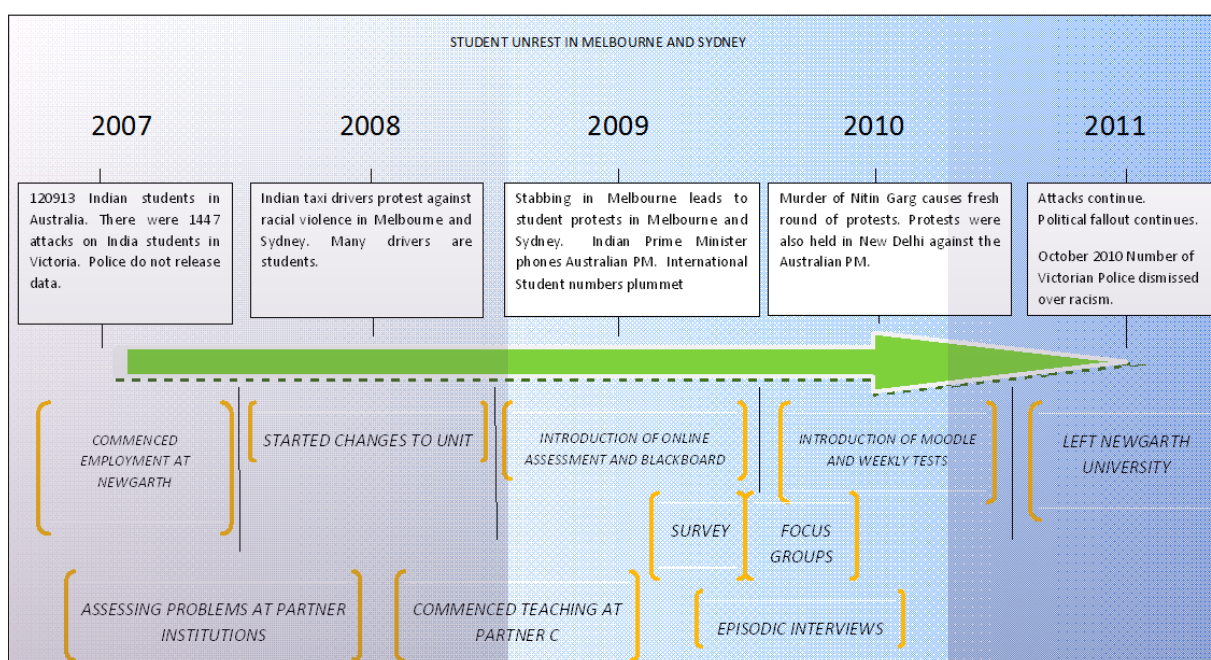 STUDENT UNREST IN MELBOURNE AND SYDNEY
2007
2008
2009
2010
2011
120913 Indian students in
Australia. There were 1447
attacks on India students in
Victoria. Police do not release
data.
Indian taxi drivers protest against
racial violence in Melbourne and
Sydney. Many drivers are
students.
Stabbing in Melbourne leads to
student protests in Melbourne and
Sydney. Indian Prime Minister
phones Australian PM. International
Student numbers plummet
Murder of Nitin Garg causes fresh
round of protests. Protests were
also held in New Delhi against the
Australian PM.
Attacks continue.
Political fallout continues.
October 2010 Number of
Victorian Police dismissed
over racism.
COMMENCED
EMPLOYMENT AT
NEWGARTH
STARTED CHANGES TO UNIT
INTRODUCTION OF ONLINE
ASSESSMENT AND BLACKBOARD
INTRODUCTION OF MOODLE
AND WEEKLY TESTS
LEFT NEWGARTH
UNIVERSITY
SURVEY
FOCUS
GROUPS
ASSESSING PROBLEMS AT PARTNER
INSTITUTIONS
COMMENCED TEACHING AT
PARTNER C
EPISODIC INTERVIEWS